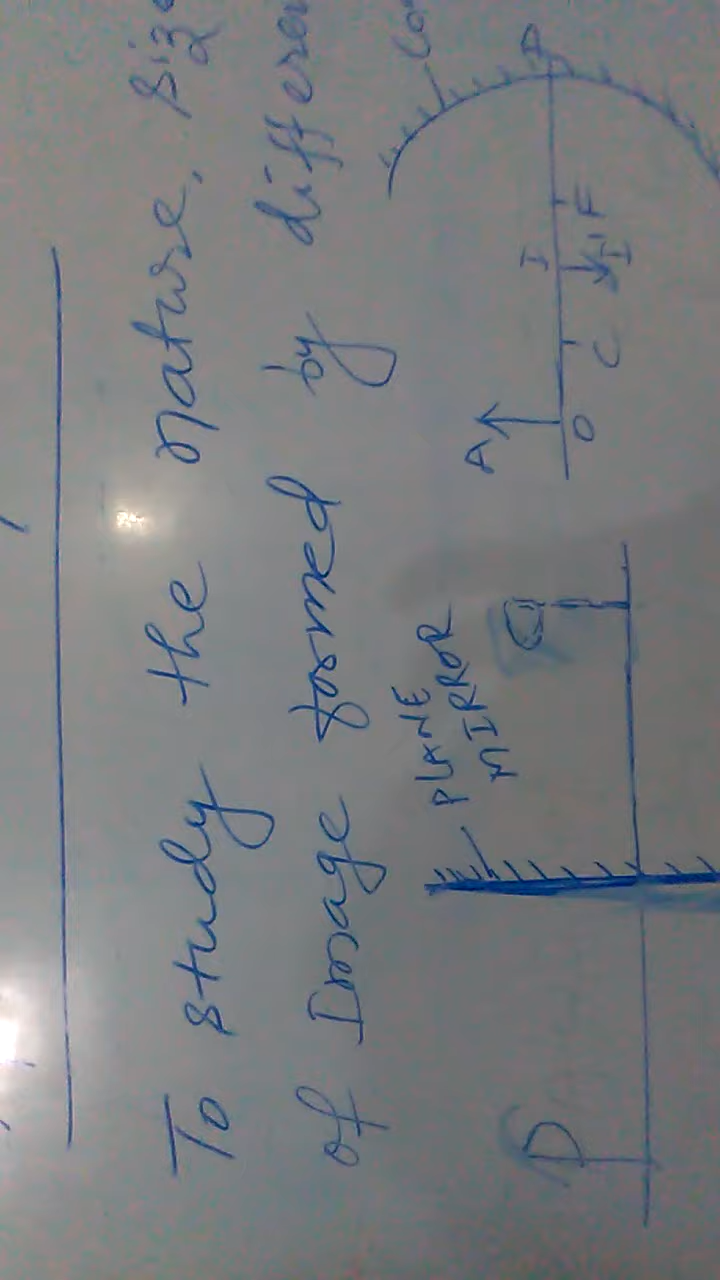 To study the nature, size
of Image formed by differen
PLANE
MIRROR
A
O
C
I
I'
F
P